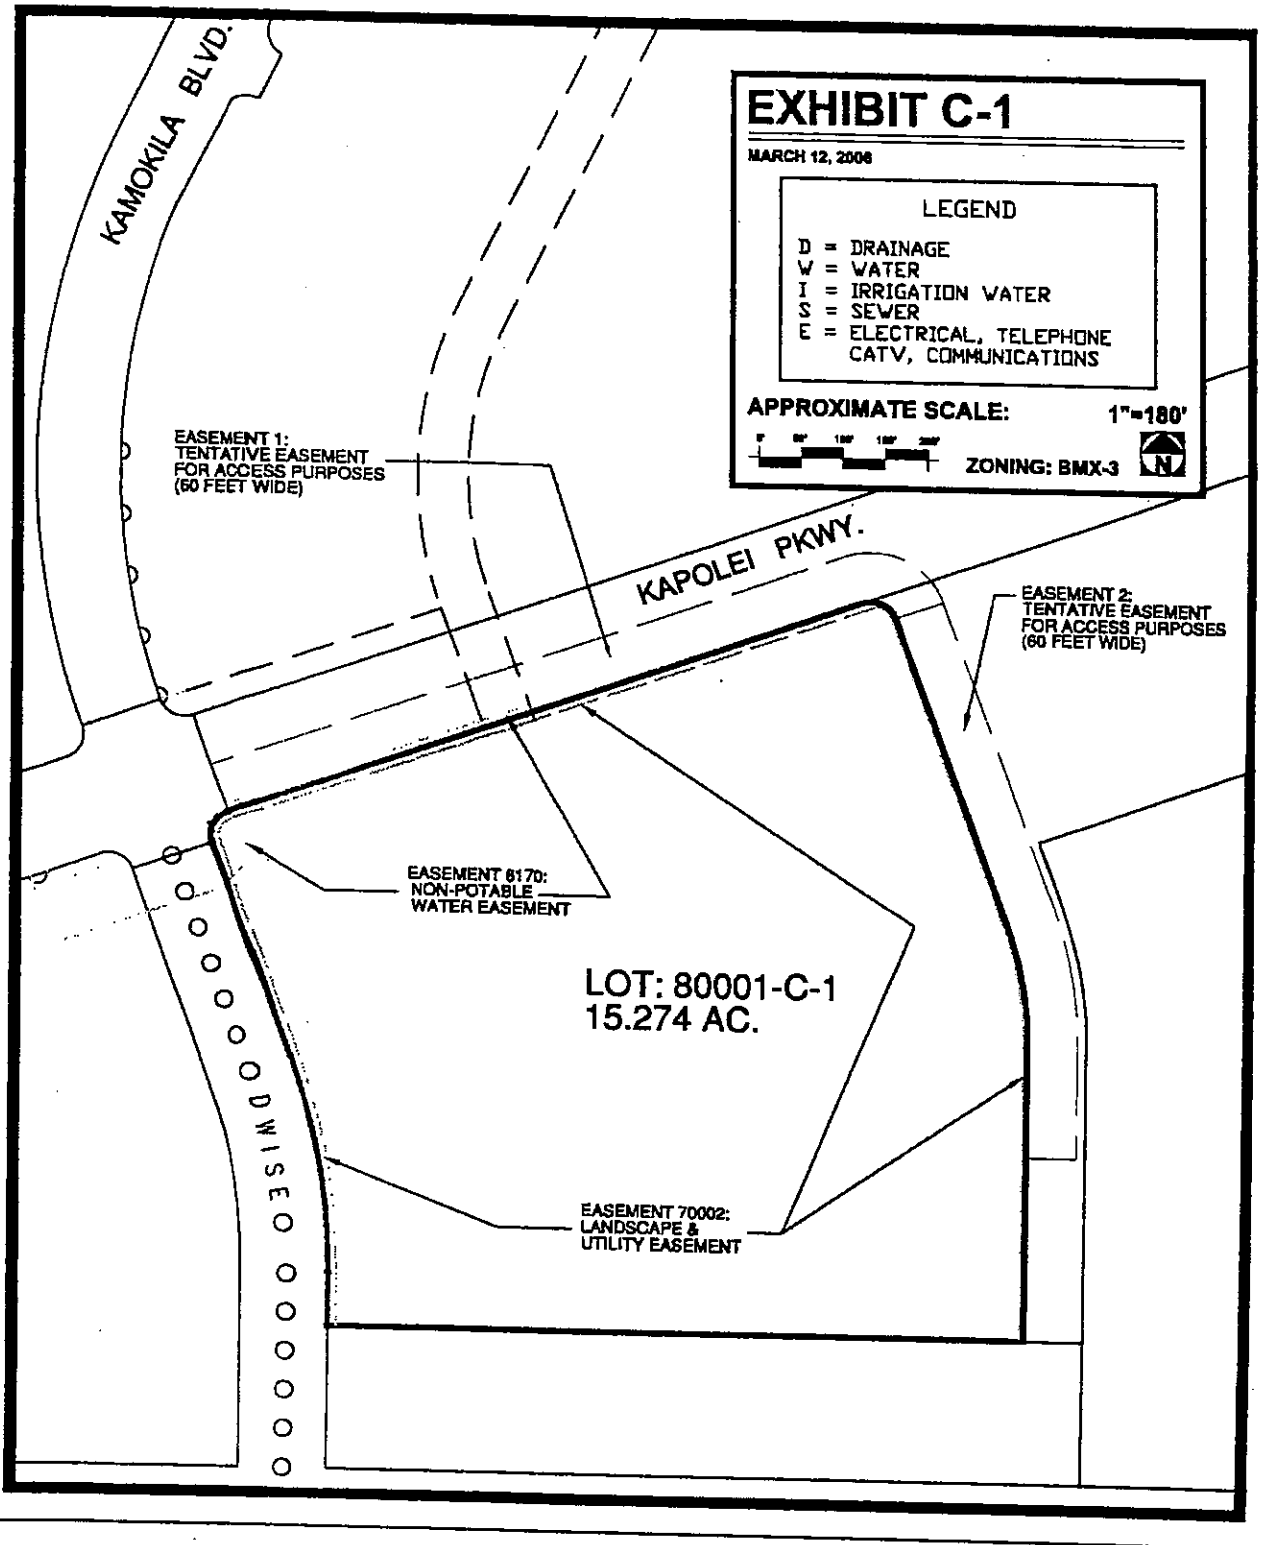 KAMOKILA BLVD.
EXHIBIT C-1
MARCH 12, 2006
LEGEND
D = DRAINAGE
W = WATER
I = IRRIGATION WATER
S = SEWER
E = ELECTRICAL, TELEPHONE
CATV, COMMUNICATIONS
APPROXIMATE SCALE: 1"=180'
ZONING: BMX-3
N
EASEMENT 1:
TENTATIVE EASEMENT
FOR ACCESS PURPOSES
(60 FEET WIDE)
KAPOLEI PKWY.
EASEMENT 2:
TENTATIVE EASEMENT
FOR ACCESS PURPOSES
(60 FEET WIDE)
EASEMENT 6170:
NON-POTABLE
WATER EASEMENT
LOT: 80001-C-1
15.274 AC.
DWISE
EASEMENT 70002:
LANDSCAPE &
UTILITY EASEMENT